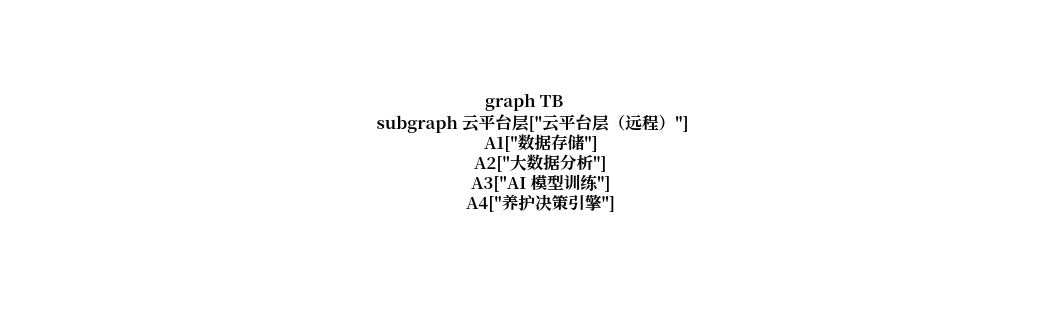 graph TB
subgraph 云平台层["云平台层（远程）"]
A1["数据存储"]
A2["大数据分析"]
A3["AI 模型训练"]
A4["养护决策引擎"]